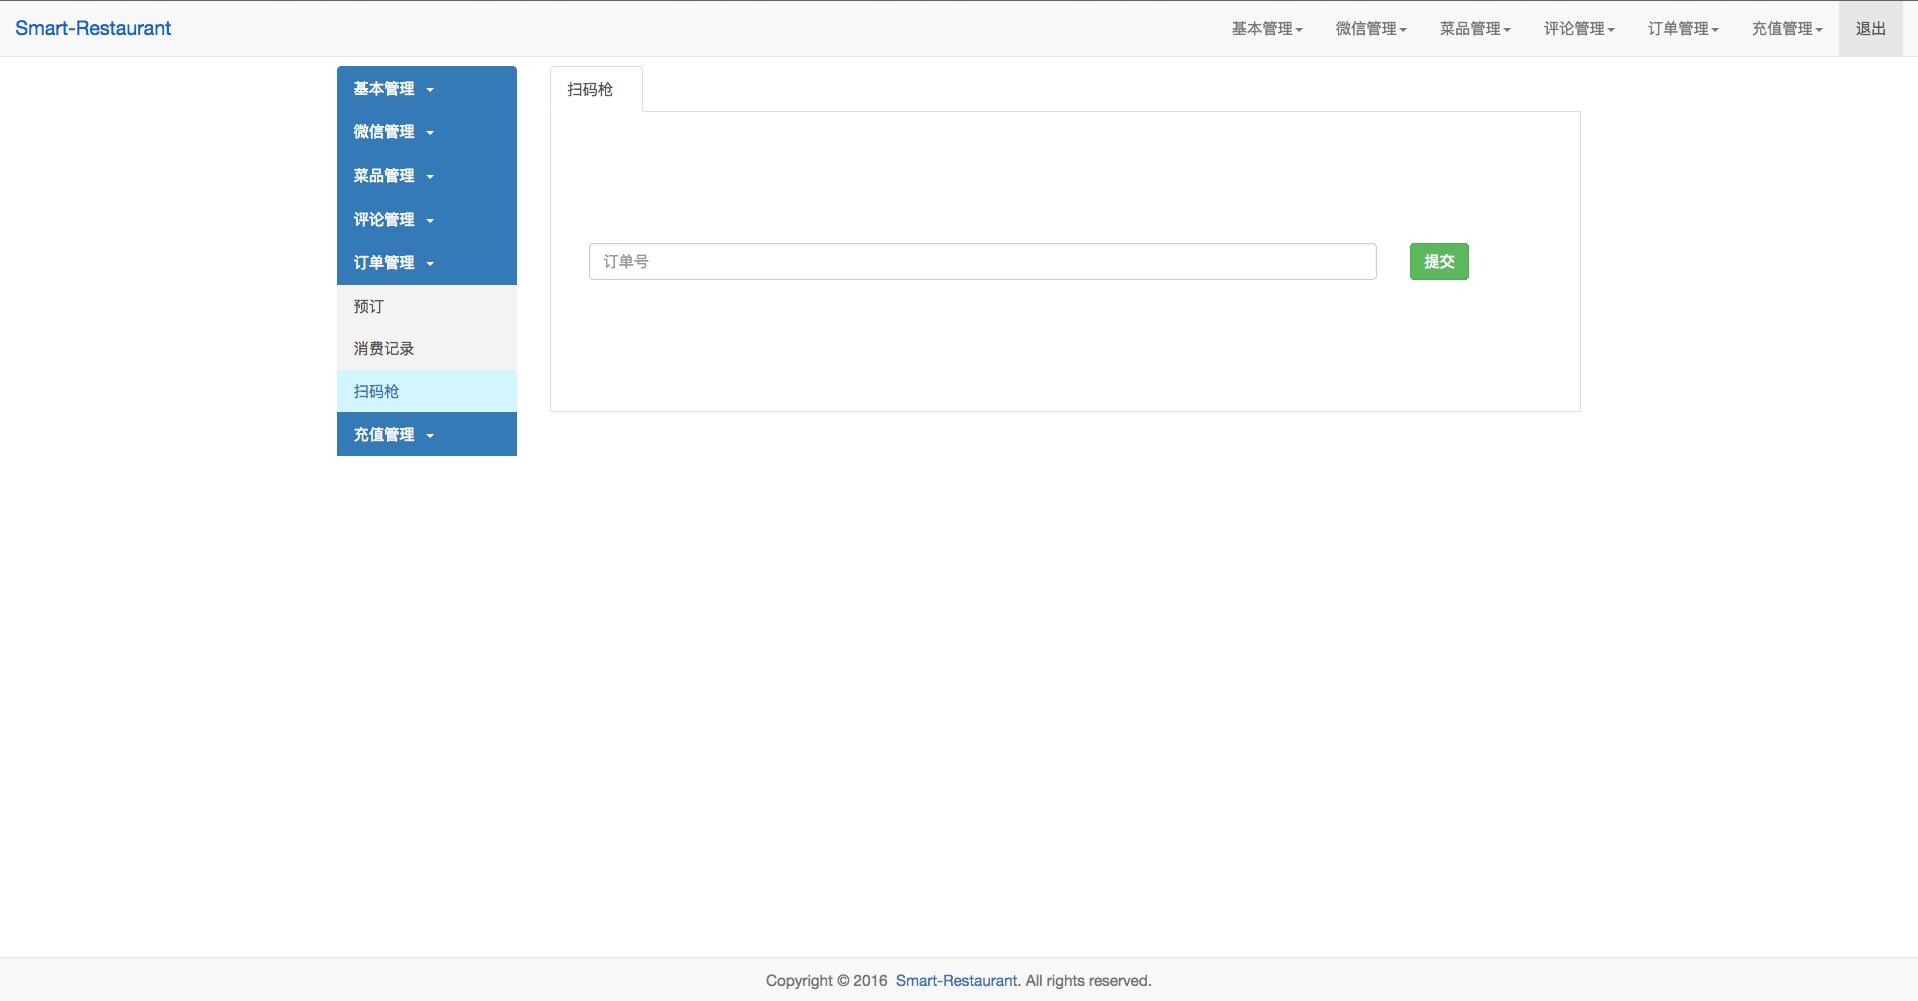 Smart-Restaurant
基本管理 微信管理 菜品管理 评论管理 订单管理 充值管理 退出
基本管理
微信管理
菜品管理
评论管理
订单管理
预订
消费记录
扫码枪
充值管理
扫码枪
订单号
提交
Copyright © 2016 Smart-Restaurant. All rights reserved.